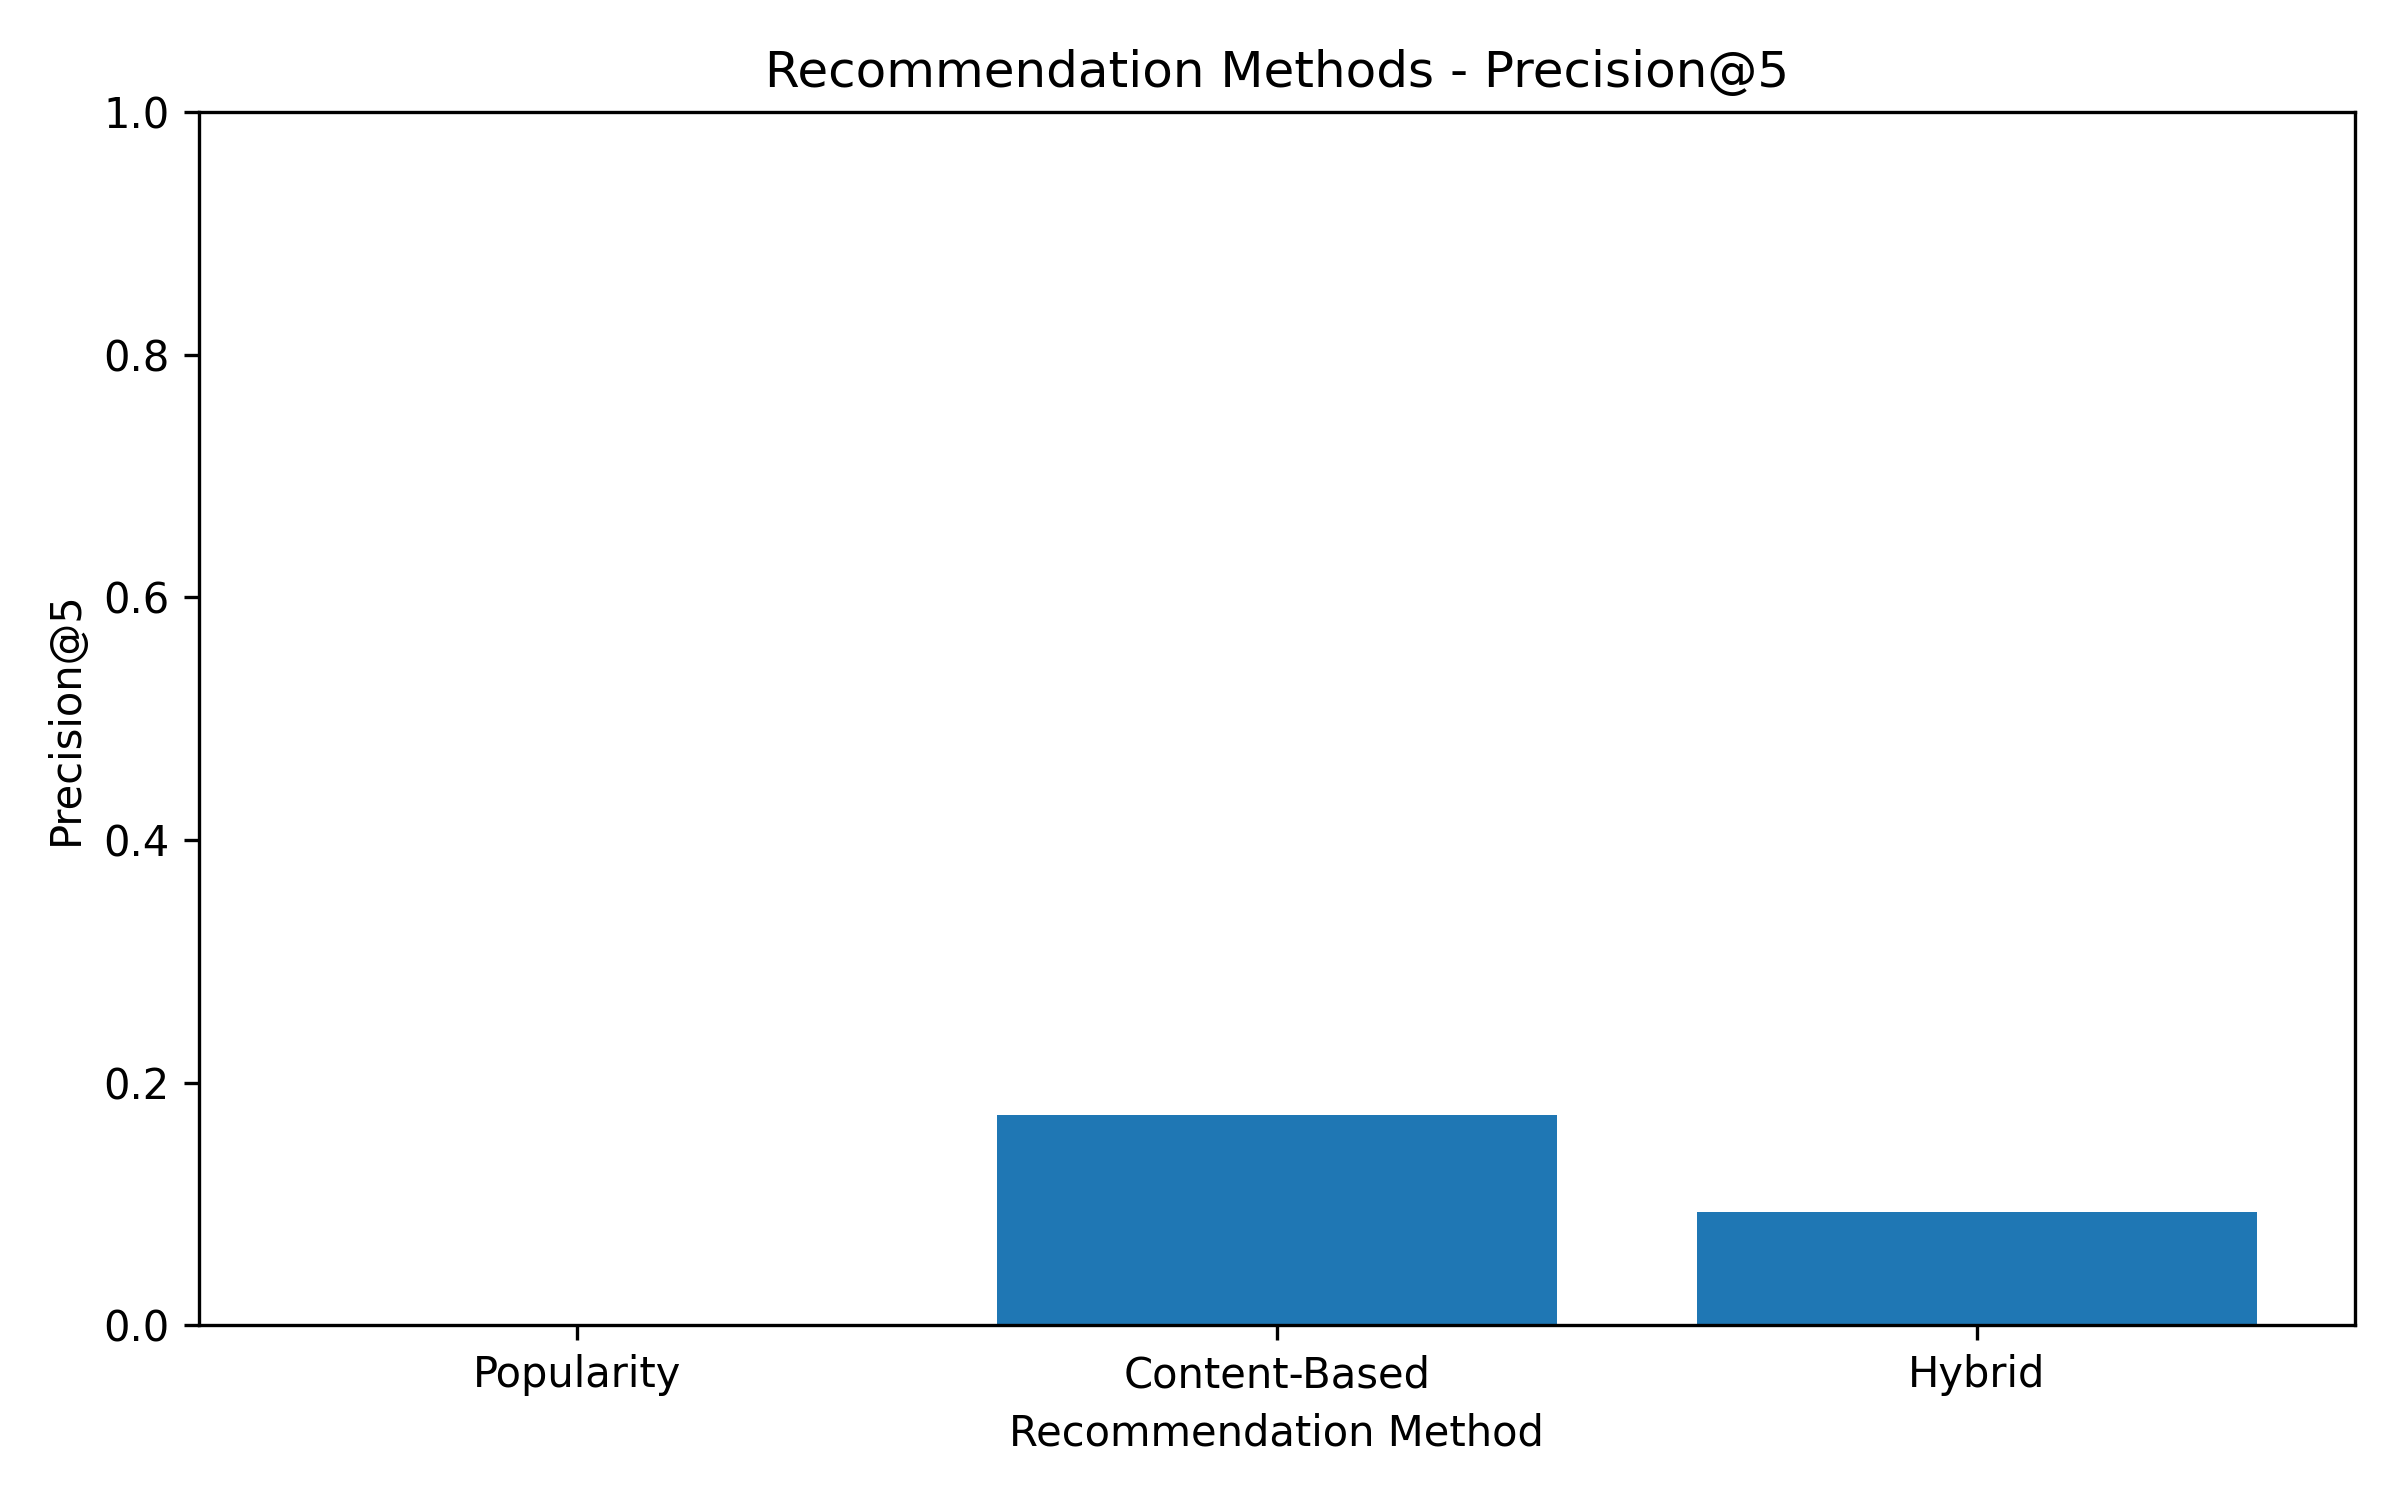 Recommendation Methods - Precision@5
1.0
0.8
0.6
0.4
0.2
0.0
Precision@5
Popularity
Content-Based
Hybrid
Recommendation Method